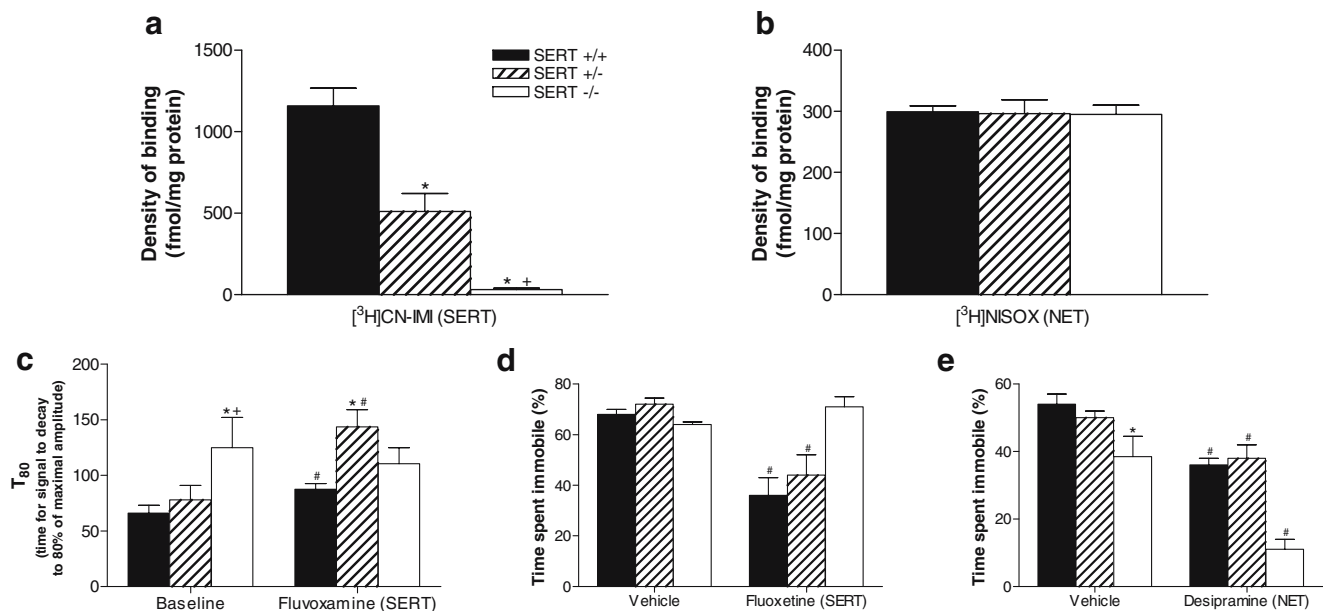 a
Density of binding
(fmol/mg protein)
1500
1000
500
0
SERT +/+
SERT +/-
SERT -/-
*
* +
[³H]CN-IMI (SERT)
b
Density of binding
(fmol/mg protein)
400
300
200
100
0
[³H]NISOX (NET)
c
T80
(time for signal to decay
to 80% of maximal amplitude)
200
150
100
50
0
*+
#
* #
Baseline
Fluvoxamine (SERT)
d
Time spent immobile (%)
80
60
40
20
0
#
#
Vehicle
Fluoxetine (SERT)
e
Time spent immobile (%)
60
40
20
0
*
#
#
#
Vehicle
Desipramine (NET)